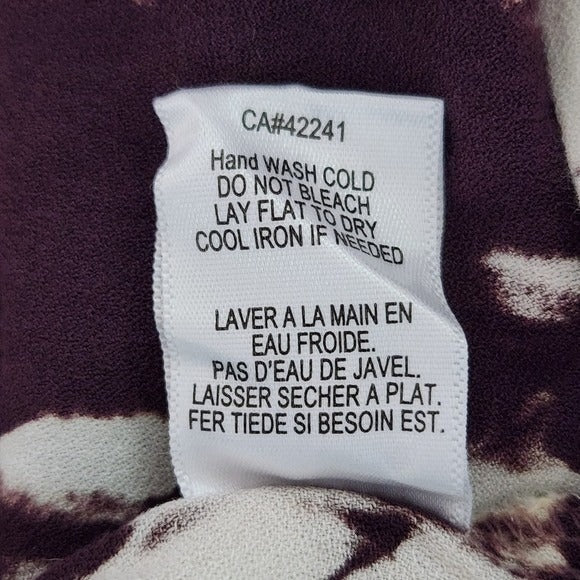 CA#42241
Hand WASH COLD
DO NOT BLEACH
LAY FLAT TO DRY
COOL IRON IF NEEDED
LAVER A LA MAIN EN
EAU FROIDE.
PAS D'EAU DE JAVEL.
LAISSER SECHER A PLAT.
FER TIEDE SI BESOIN EST.